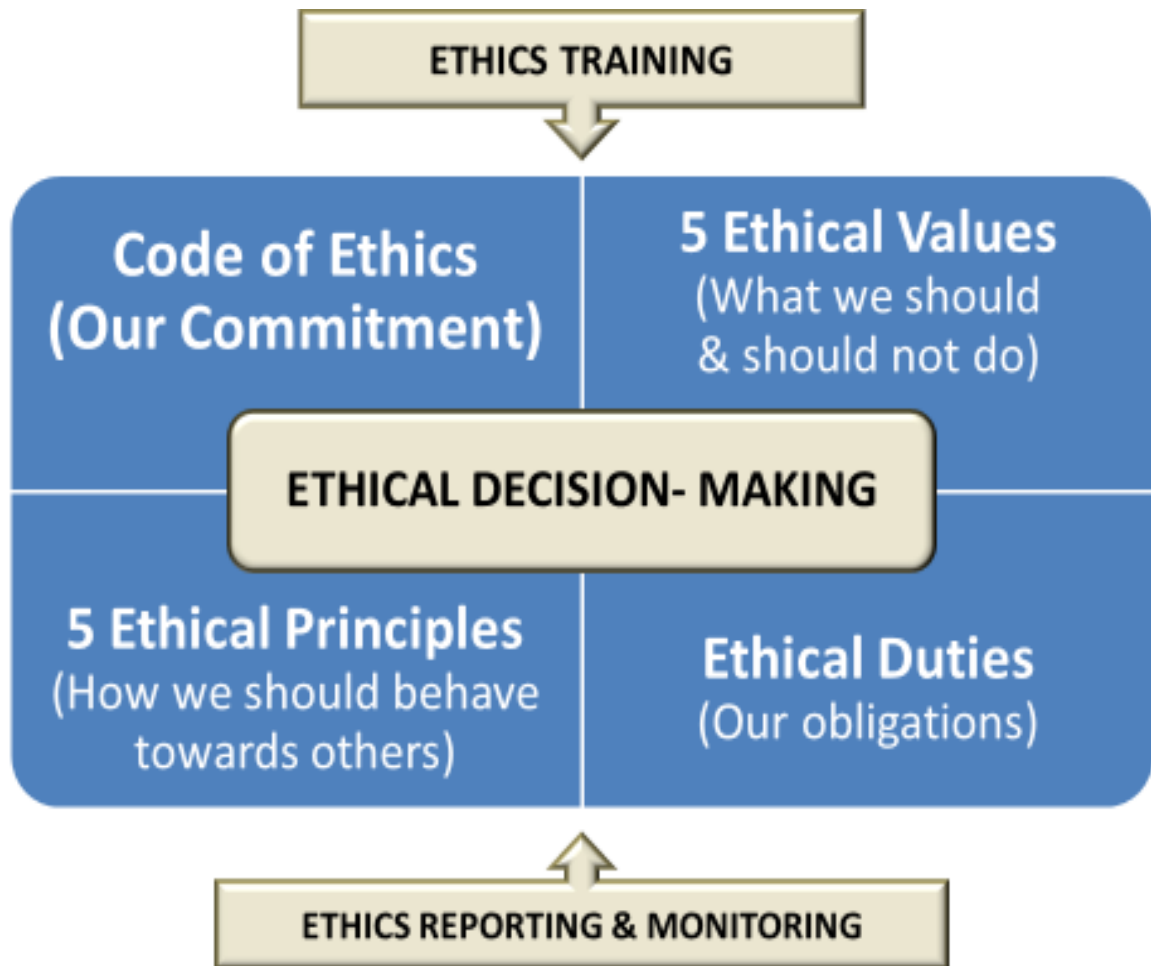 ETHICS TRAINING
Code of Ethics
(Our Commitment)
5 Ethical Values
(What we should
& should not do)
ETHICAL DECISION- MAKING
5 Ethical Principles
(How we should behave
towards others)
Ethical Duties
(Our obligations)
ETHICS REPORTING & MONITORING